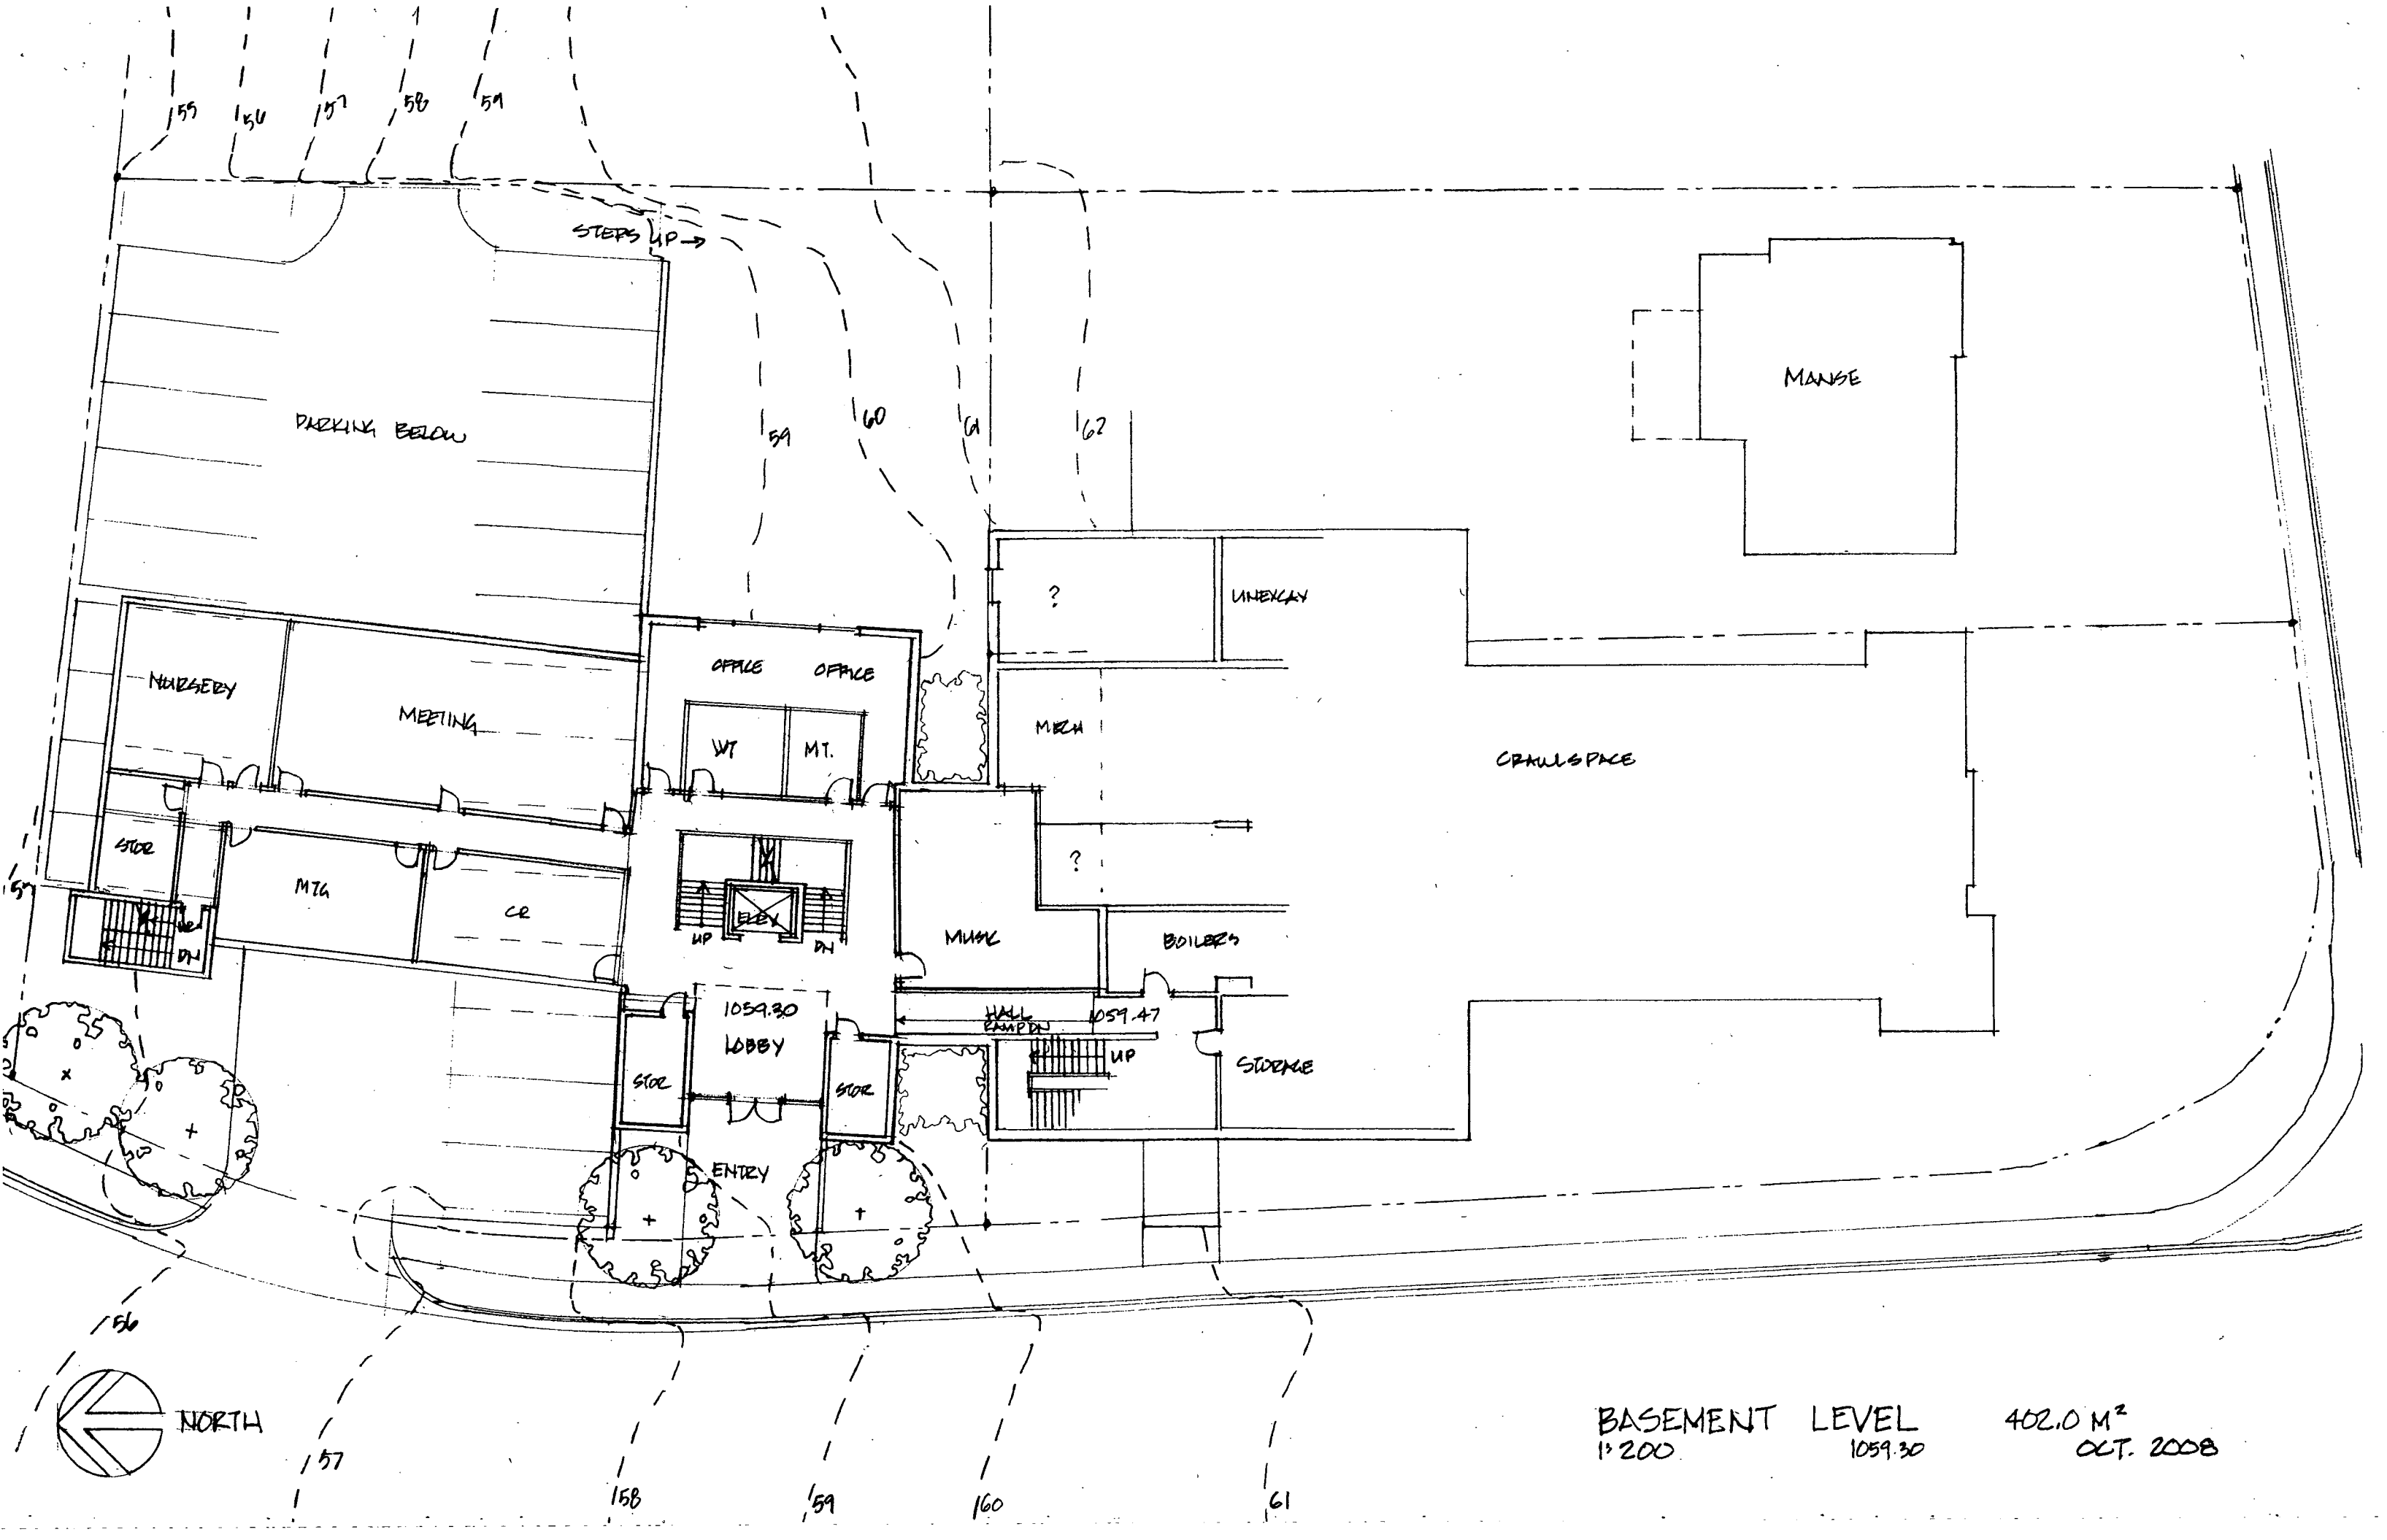 55
56
57
58
59
STEPS UP →
MANSE
PARKING BELOW
59
60
61
62
?
UNEXCAV
OFFICE
OFFICE
NURSERY
MEETING
WT
MT.
MECH
CRAWLSPACE
STOR
MTG
CR
?
ELEV
UP
DN
MUSIC
BOILERS
UP
DN
1059.30
LOBBY
HALL
RAMP DN
1059.47
UP
STORAGE
STOR
STOR
ENTRY
56
NORTH
57
58
59
60
61
BASEMENT LEVEL 402.0 M²
1:200 1059.30 OCT. 2008